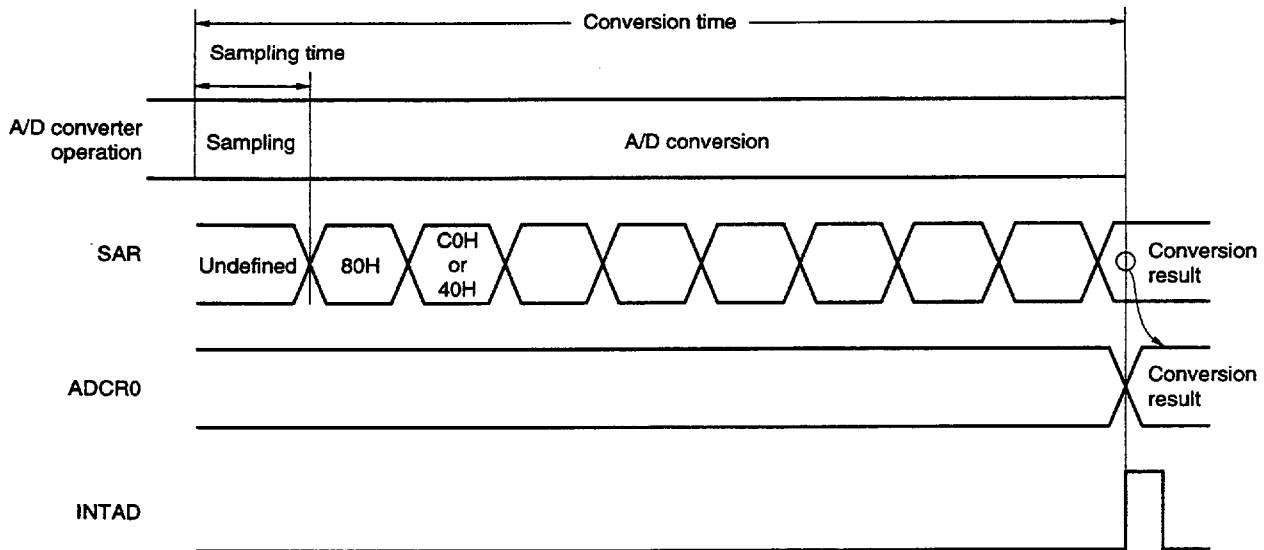 Conversion time
Sampling time
A/D converter
operation
Sampling
A/D conversion
SAR
Undefined
80H
C0H
or
40H
Conversion
result
ADCR0
Conversion
result
INTAD